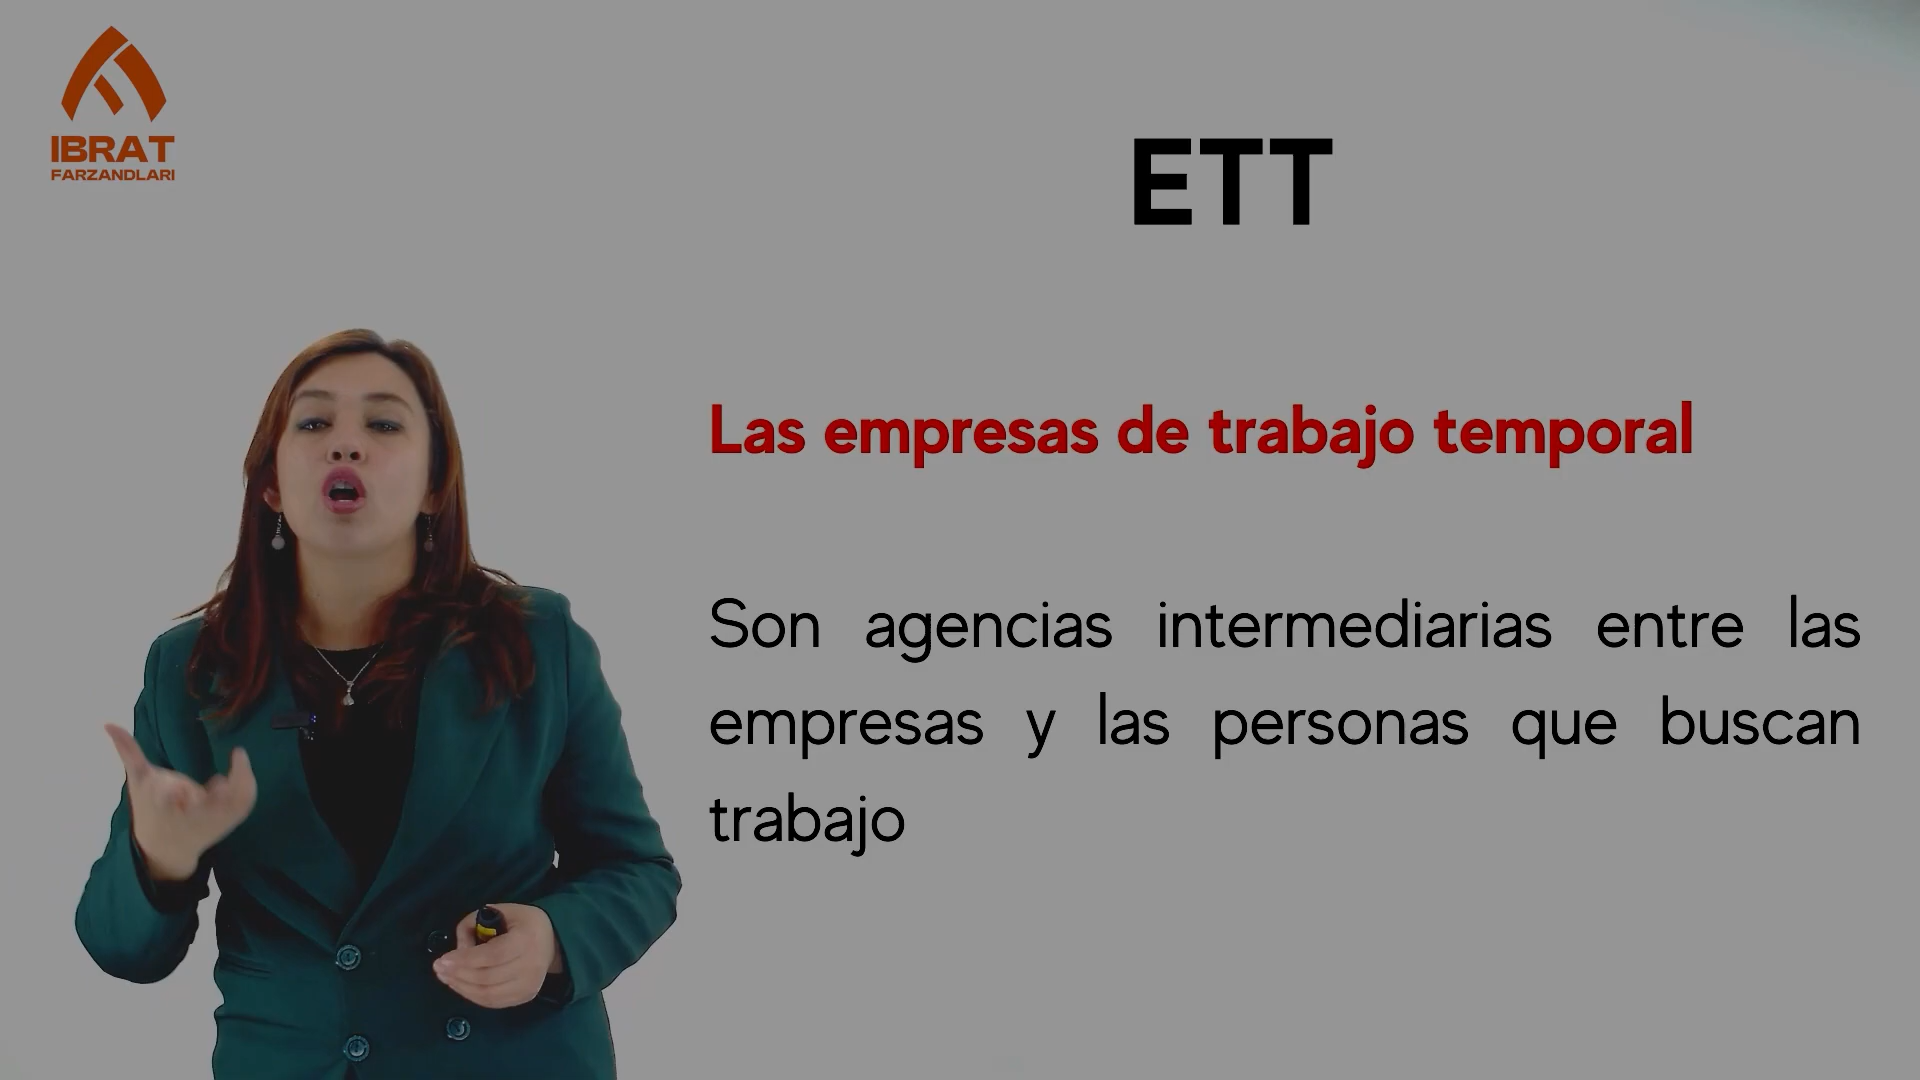 IBRAT
FARZANDLARI
ETT
Las empresas de trabajo temporal
Son agencias intermediarias entre las
empresas y las personas que buscan
trabajo